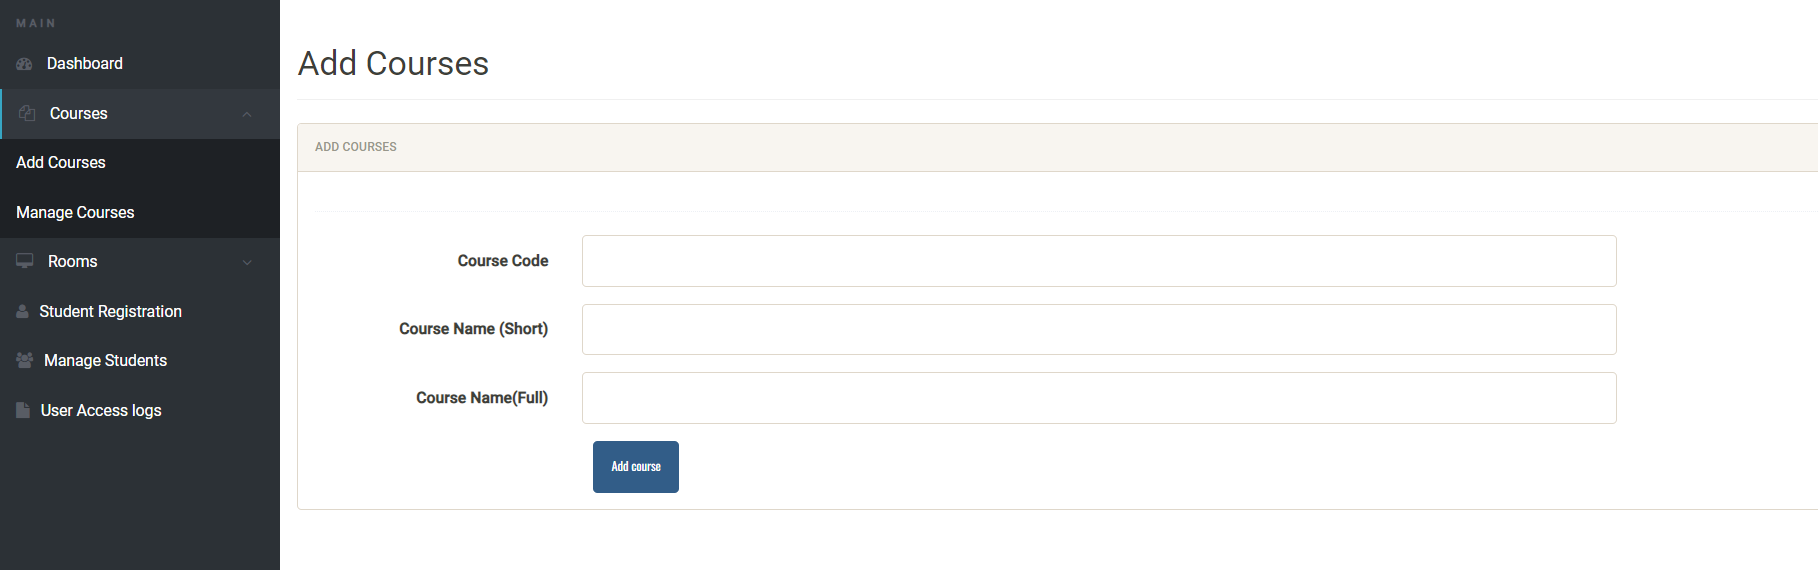 MAIN
Dashboard
Courses
Add Courses
Manage Courses
Rooms
Student Registration
Manage Students
User Access logs
Add Courses
ADD COURSES
Course Code
Course Name (Short)
Course Name(Full)
Add course